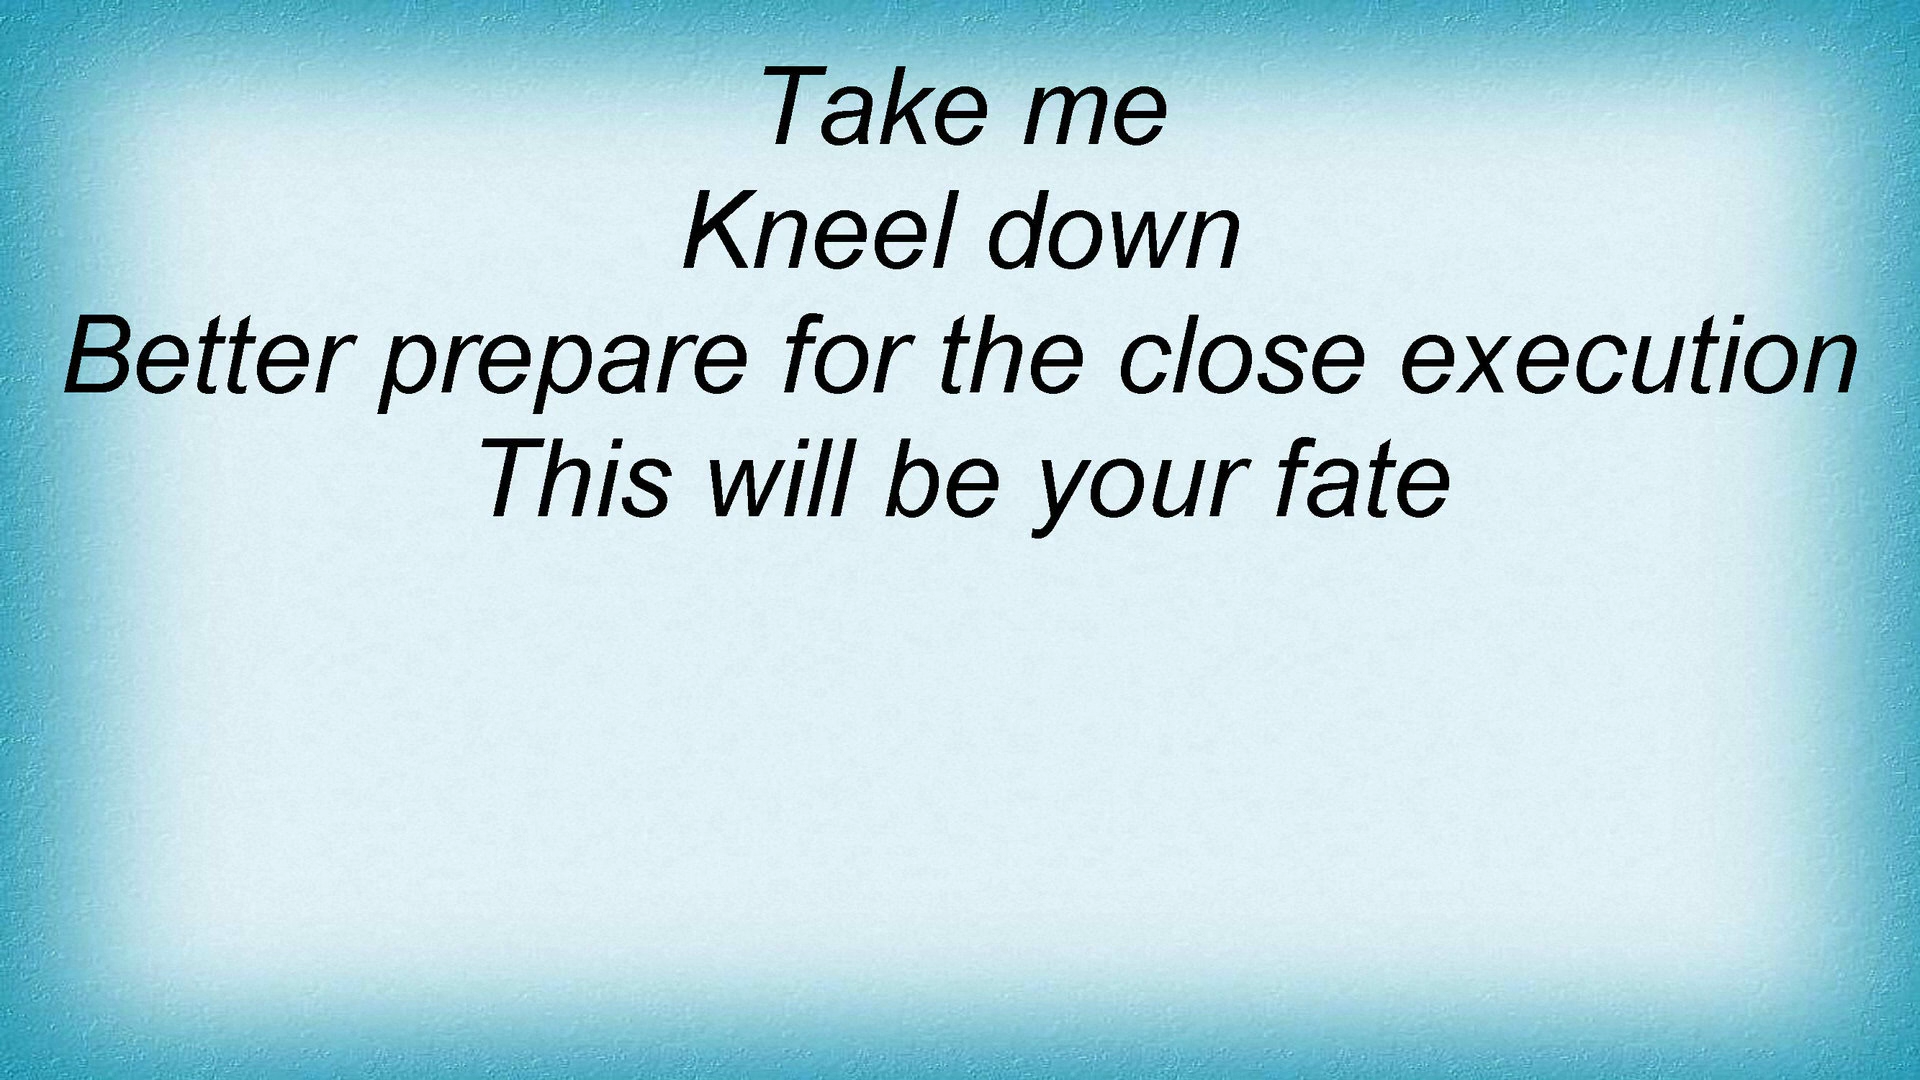 Take me
Kneel down
Better prepare for the close execution
This will be your fate